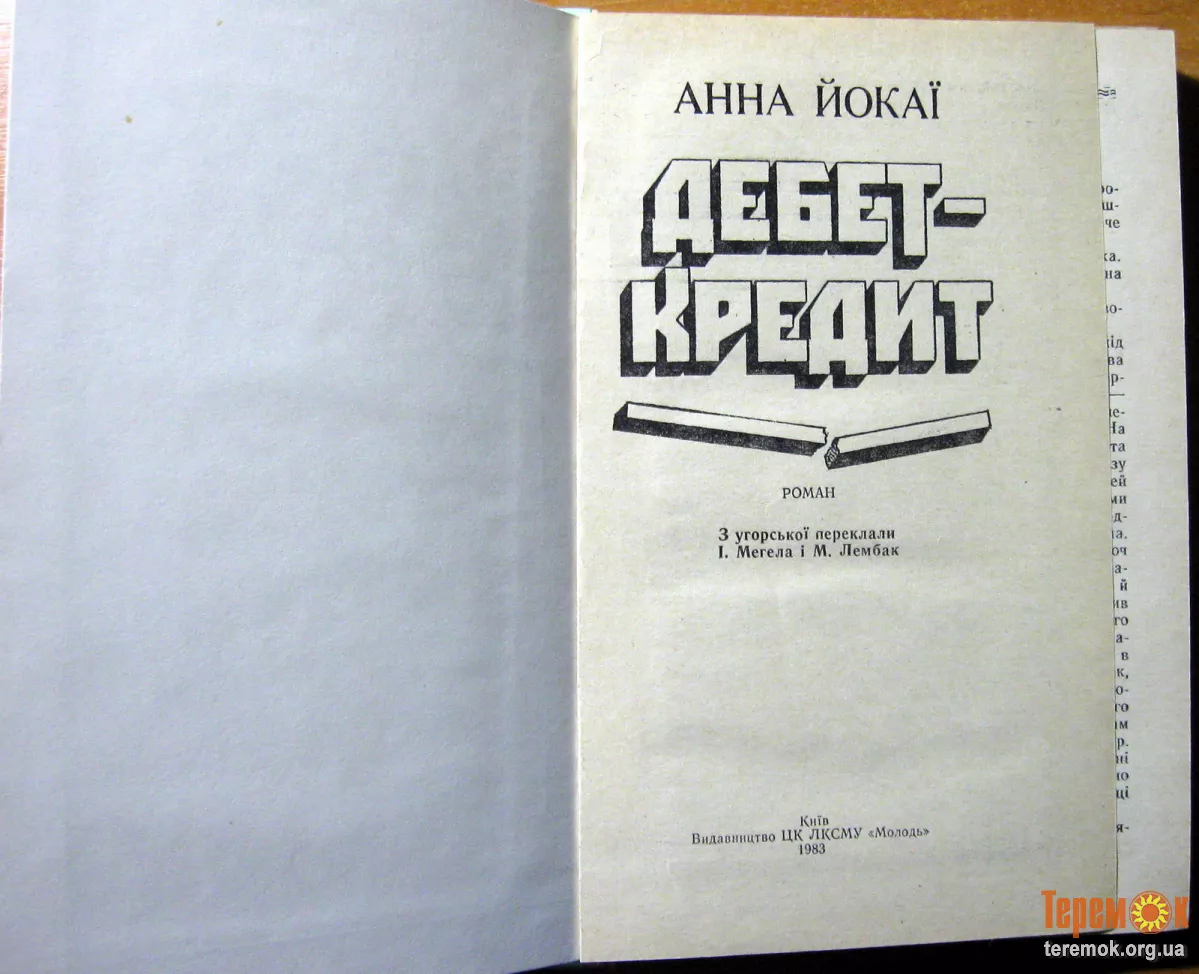 АННА ЙОКАЇ
ДЕБЕТ-
КРЕДИТ
РОМАН
З угорської переклали
І. Мегела і М. Лембак
Київ
Видавництво ЦК ЛКСМУ «Молодь»
1983
Теремок
teremok.org.ua